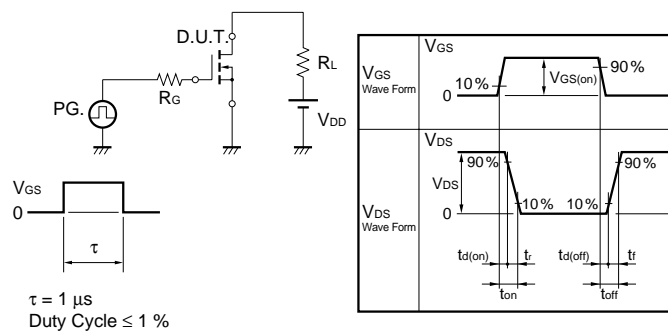 D.U.T.
RL
RG
PG.
VDD
VGS
0
τ
τ = 1 μs
Duty Cycle ≤ 1 %
VGS
Wave Form
VGS
10 %
0
VGS(on)
90 %
VDS
Wave Form
VDS
90 %
VDS
0
10 %
10 %
90 %
td(on)
tr
td(off)
tf
ton
toff